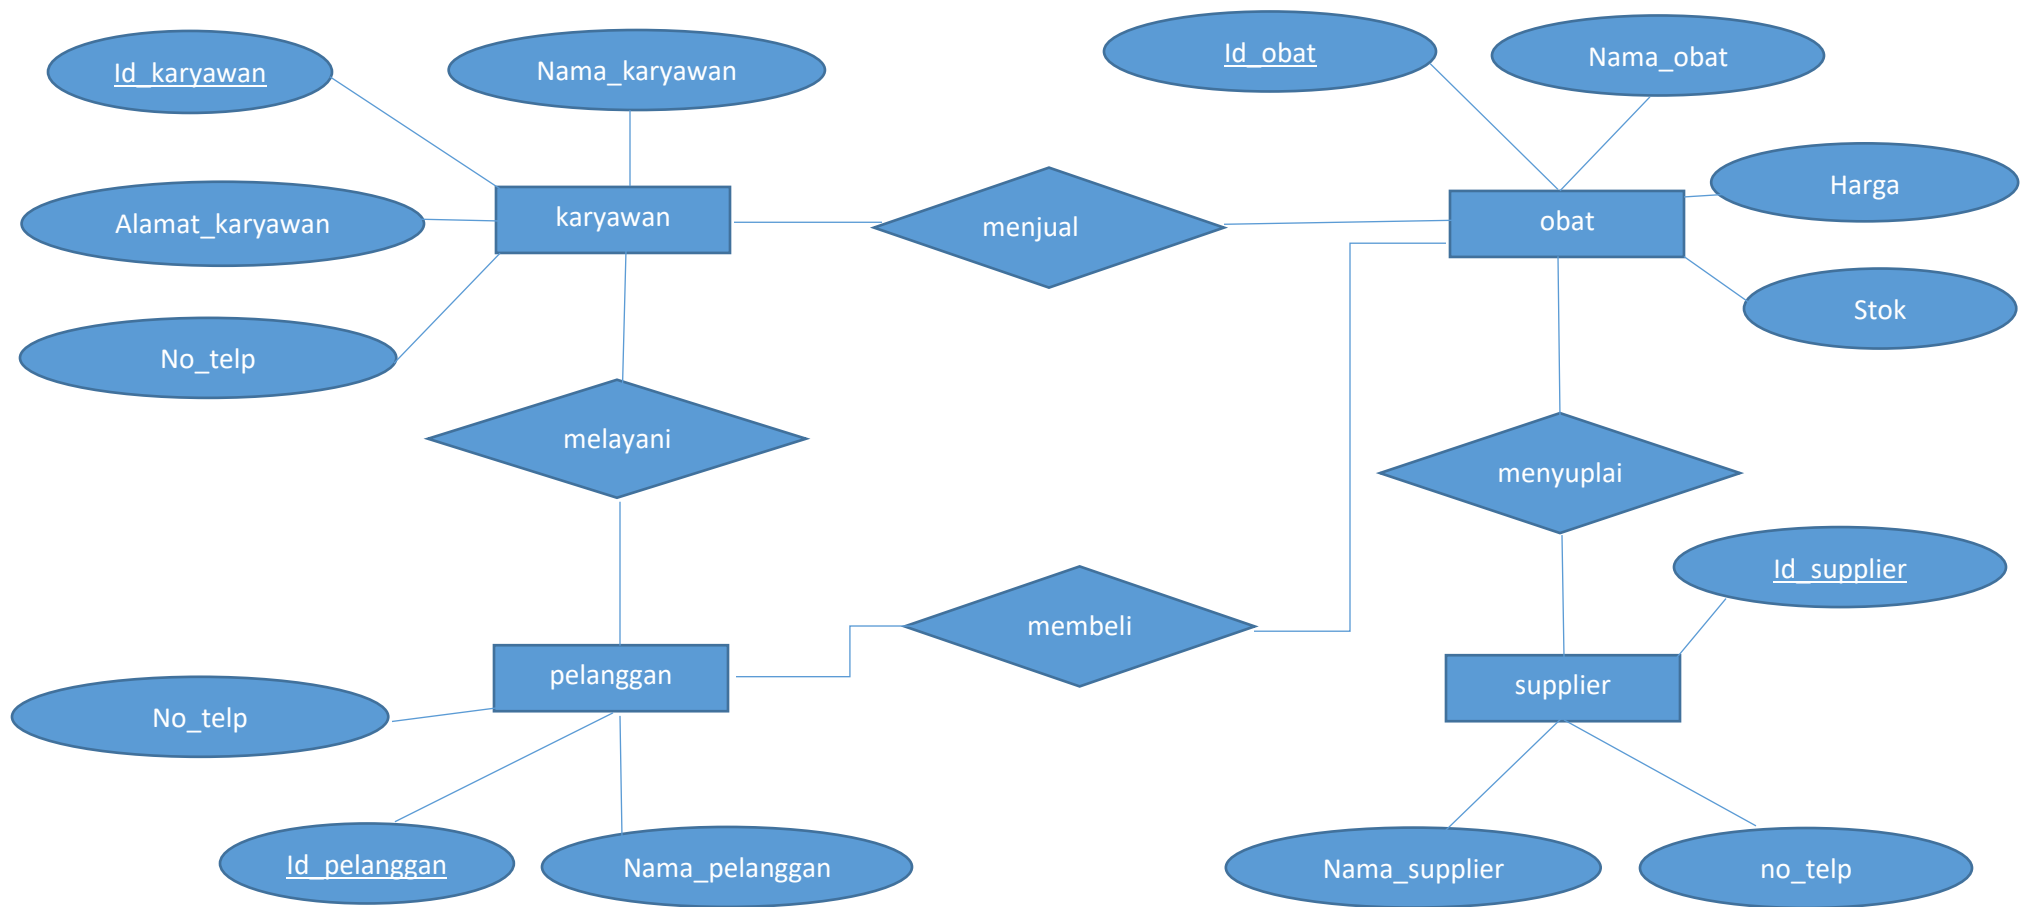 Id_karyawan
Nama_karyawan
Id_obat
Nama_obat
Alamat_karyawan
karyawan
menjual
obat
Harga
Stok
No_telp
melayani
menyuplai
Id_supplier
membeli
pelanggan
supplier
No_telp
Id_pelanggan
Nama_pelanggan
Nama_supplier
no_telp